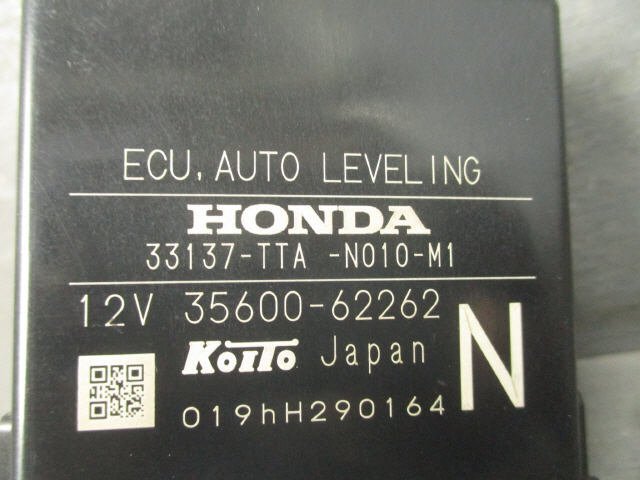 ECU, AUTO LEVELING
HONDA
33137-TTA -N010-M1
12V 35600-62262
N
KOITO Japan
019hH290164